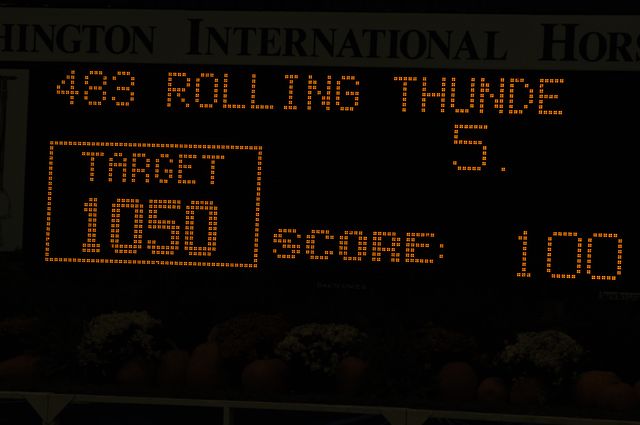 HINGTON INTERNATIONAL HORS
483 ROLLING THUNDE
5.
TARGET
1050
SCORE: 100